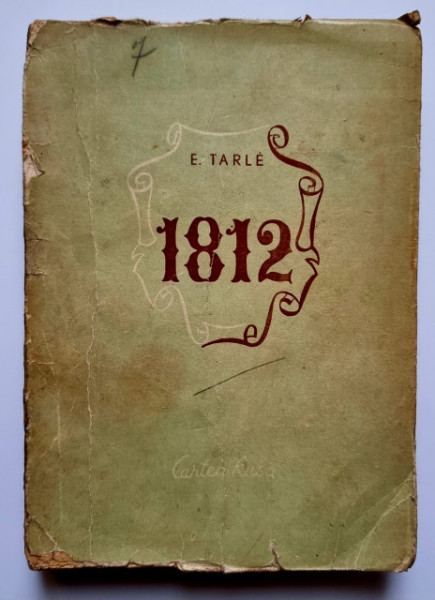 7
E. TARLÉ
1812
Cartea Rusă